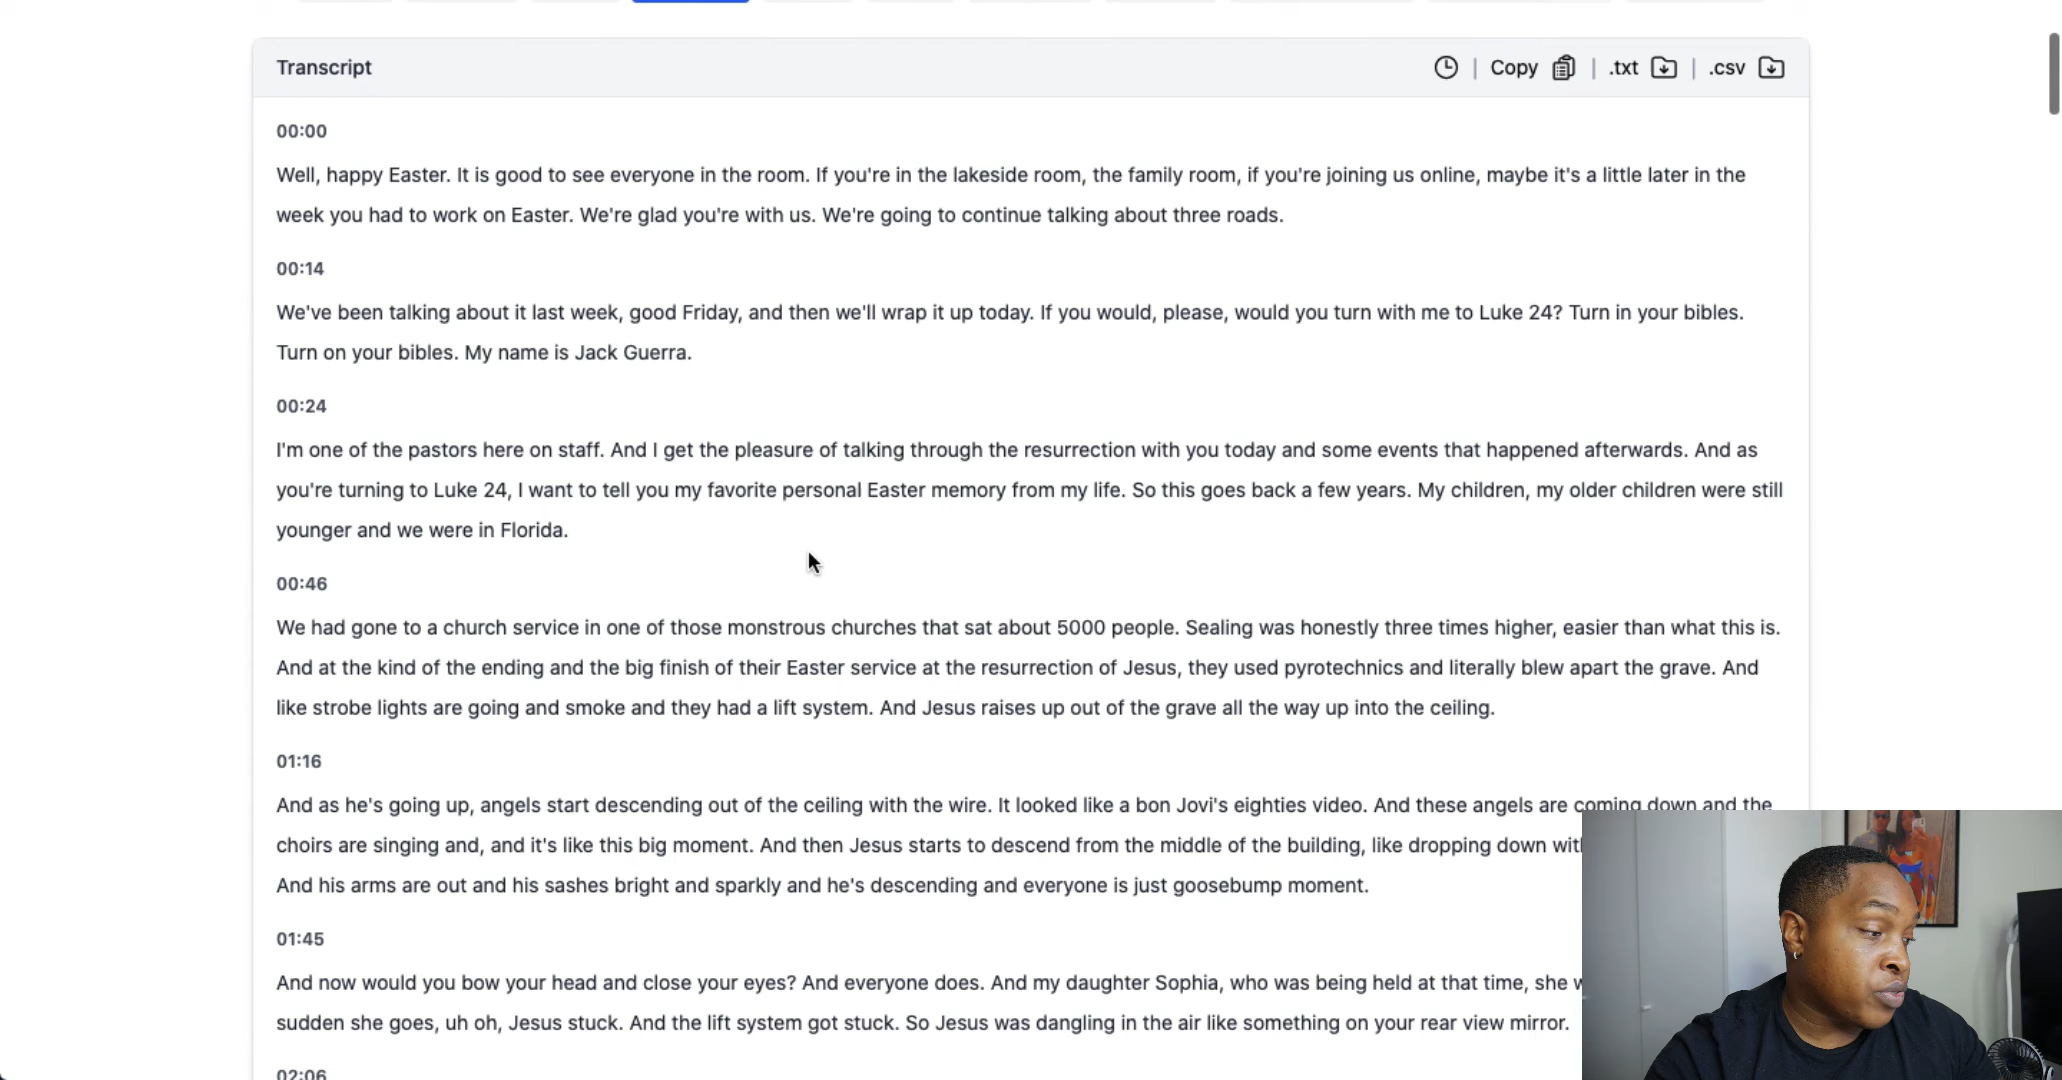 Transcript
Copy
.txt
.csv
00:00
Well, happy Easter. It is good to see everyone in the room. If you're in the lakeside room, the family room, if you're joining us online, maybe it's a little later in the
week you had to work on Easter. We're glad you're with us. We're going to continue talking about three roads.
00:14
We've been talking about it last week, good Friday, and then we'll wrap it up today. If you would, please, would you turn with me to Luke 24? Turn in your bibles.
Turn on your bibles. My name is Jack Guerra.
00:24
I'm one of the pastors here on staff. And I get the pleasure of talking through the resurrection with you today and some events that happened afterwards. And as
you're turning to Luke 24, I want to tell you my favorite personal Easter memory from my life. So this goes back a few years. My children, my older children were still
younger and we were in Florida.
00:46
We had gone to a church service in one of those monstrous churches that sat about 5000 people. Sealing was honestly three times higher, easier than what this is.
And at the kind of the ending and the big finish of their Easter service at the resurrection of Jesus, they used pyrotechnics and literally blew apart the grave. And
like strobe lights are going and smoke and they had a lift system. And Jesus raises up out of the grave all the way up into the ceiling.
01:16
And as he's going up, angels start descending out of the ceiling with the wire. It looked like a bon Jovi's eighties video. And these angels are coming down and the
choirs are singing and, and it's like this big moment. And then Jesus starts to descend from the middle of the building, like dropping down
And his arms are out and his sashes bright and sparkly and he's descending and everyone is just goosebump moment.
01:45
And now would you bow your head and close your eyes? And everyone does. And my daughter Sophia, who was being held at that time, she
sudden she goes, uh oh, Jesus stuck. And the lift system got stuck. So Jesus was dangling in the air like something on your rear view mirror.
02:06